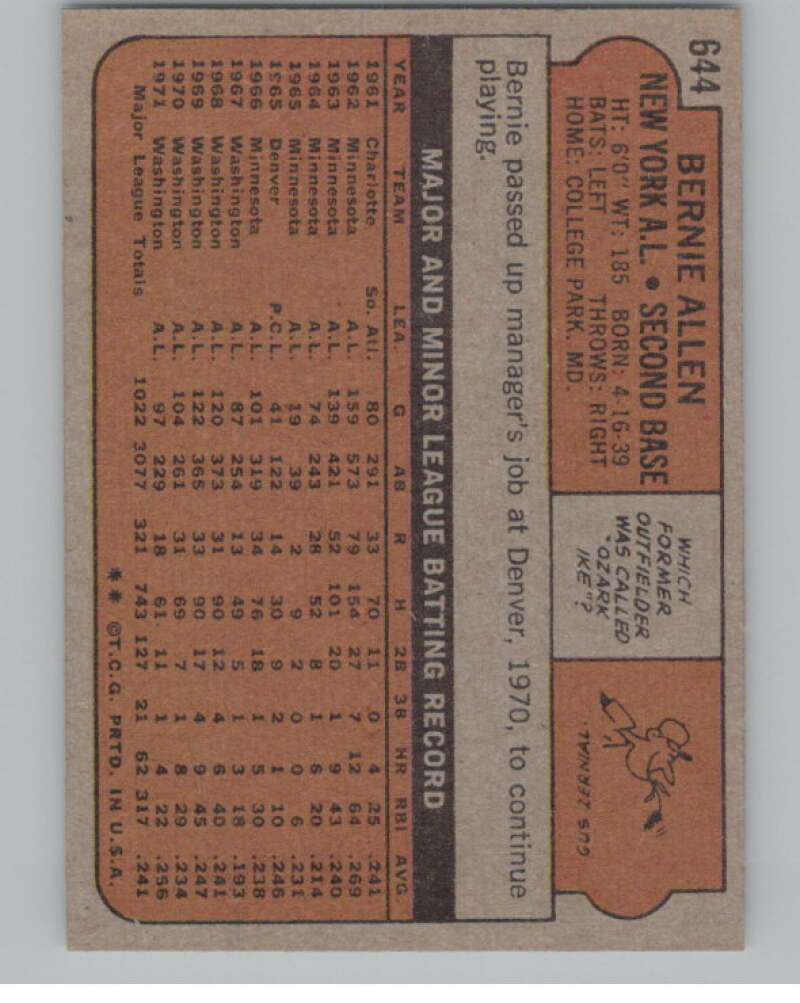 644
BERNIE ALLEN
NEW YORK A.L. • SECOND BASE
HT: 6'0" WT: 185 BORN: 4-16-39
BATS: LEFT THROWS: RIGHT
HOME: COLLEGE PARK, MD.
WHICH
FORMER
OUTFIELDER
WAS CALLED
"OZARK
IKE"?
GUS ZERNIAL.
Bernie passed up manager's job at Denver, 1970, to continue
playing.
MAJOR AND MINOR LEAGUE BATTING RECORD
YEAR TEAM LEA. G AB R H 2B 3B HR RBI AVG.
1961 Charlotte So. Atl. 80 291 33 70 11 0 4 25 .241
1962 Minnesota A.L. 159 573 79 154 27 7 12 64 .269
1963 Minnesota A.L. 139 421 52 101 20 1 9 43 .240
1964 Minnesota A.L. 74 243 28 52 8 1 6 20 .214
1965 Minnesota A.L. 19 39 2 9 2 0 0 6 .231
1965 Denver P.C.L. 41 122 14 30 9 2 1 10 .246
1966 Minnesota A.L. 101 319 34 76 18 1 5 30 .238
1967 Washington A.L. 87 254 13 49 5 1 3 18 .193
1968 Washington A.L. 120 373 31 90 12 4 6 40 .241
1969 Washington A.L. 122 365 33 90 17 4 9 45 .247
1970 Washington A.L. 104 261 31 69 7 1 8 29 .234
1971 Washington A.L. 97 229 18 61 11 1 4 22 .256
Major League Totals 1022 3077 321 743 127 21 62 317 .241
** ©T.C.G. PRTD. IN U.S.A.